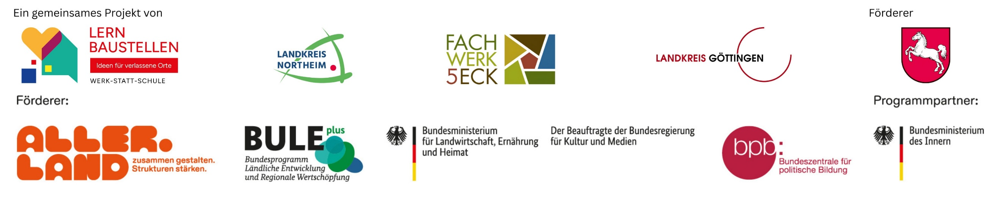 Ein gemeinsames Projekt von
LERN
BAUSTELLEN
Ideen für verlassene Orte
WERK-STATT-SCHULE
LANDKREIS
NORTHEIM
FACH
WERK
5ECK
LANDKREIS GÖTTINGEN
Förderer
Förderer:
ALLER.
LAND
zusammen gestalten.
Strukturen stärken.
BULE plus
Bundesprogramm
Ländliche Entwicklung
und Regionale Wertschöpfung
Bundesministerium
für Landwirtschaft, Ernährung
und Heimat
Der Beauftragte der Bundesregierung
für Kultur und Medien
bpb:
Bundeszentrale für
politische Bildung
Programmpartner:
Bundesministerium
des Innern